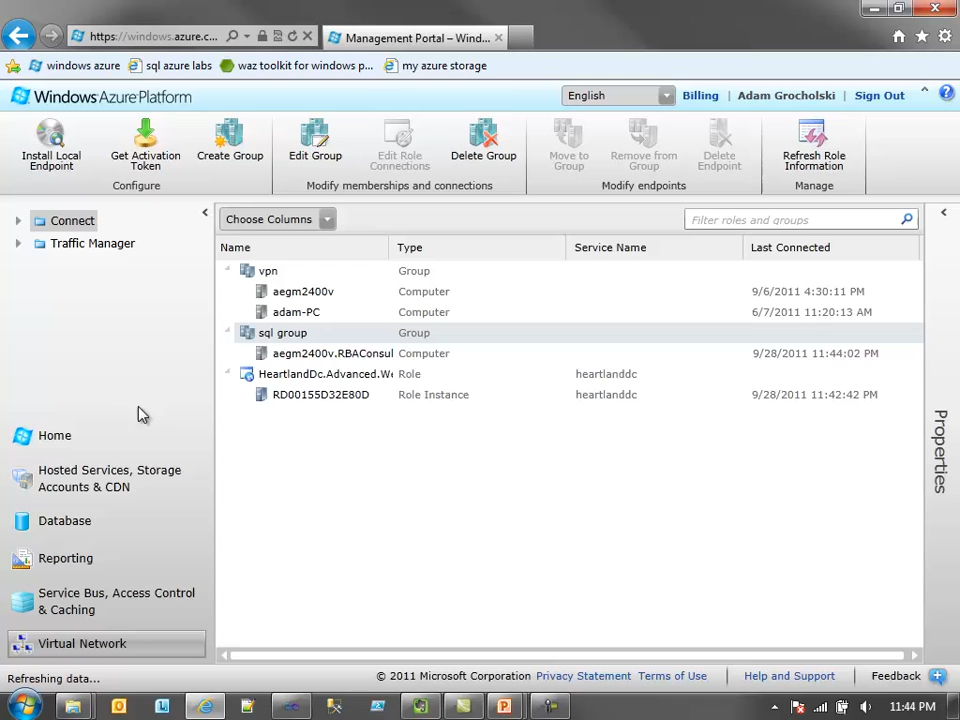 https://windows.azure.c...
Management Portal – Wind...
windows azure
sql azure labs
waz toolkit for windows p...
my azure storage
Windows Azure Platform
English
Billing
Adam Grocholski
Sign Out
Install Local
Endpoint
Get Activation
Token
Create Group
Edit Group
Edit Role
Connections
Delete Group
Move to
Group
Remove from
Group
Delete
Endpoint
Refresh Role
Information
Configure
Modify memberships and connections
Modify endpoints
Manage
Connect
Traffic Manager
Choose Columns
Filter roles and groups
Name Type Service Name Last Connected
vpn Group
aegm2400v Computer 9/6/2011 4:30:11 PM
adam-PC Computer 6/7/2011 11:20:13 AM
sql group Group
aegm2400v.RBAConsul Computer 9/28/2011 11:44:02 PM
HeartlandDc.Advanced.We Role heartlanddc
RD00155D32E80D Role Instance heartlanddc 9/28/2011 11:42:42 PM
Properties
Home
Hosted Services, Storage
Accounts & CDN
Database
Reporting
Service Bus, Access Control
& Caching
Virtual Network
Refreshing data...
© 2011 Microsoft Corporation
Privacy Statement
Terms of Use
Help and Support
Feedback
11:44 PM